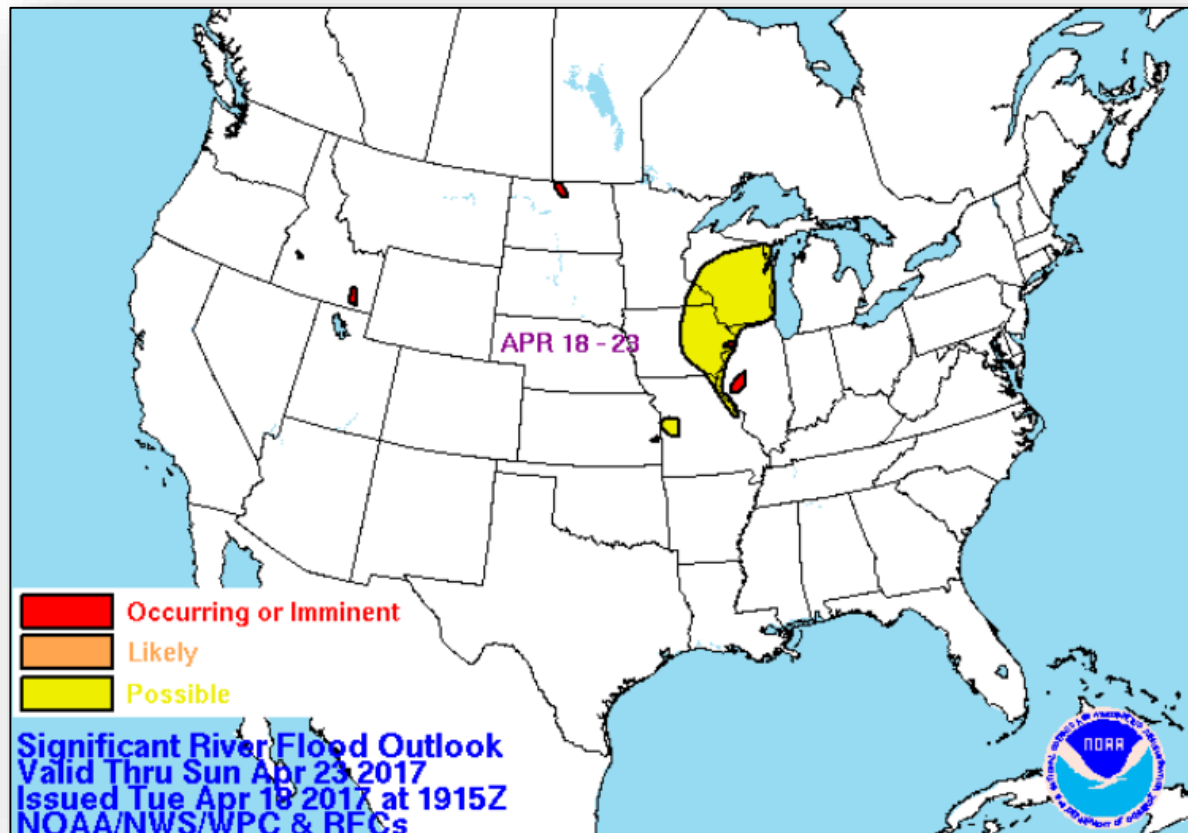 APR 18 - 23
Occurring or Imminent
Likely
Possible
Significant River Flood Outlook
Valid Thru Sun Apr 23 2017
Issued Tue Apr 18 2017 at 1915Z
NOAA/NWS/WPC & RFCs
NOAA